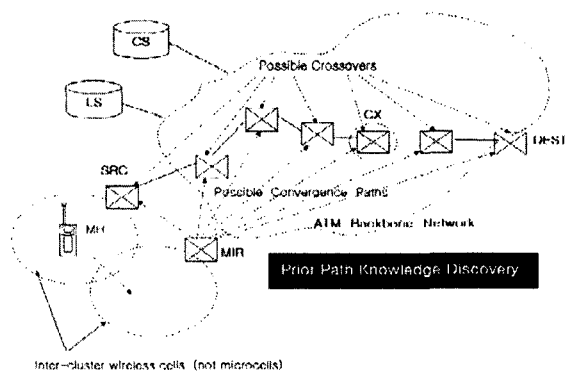 CS
Possible Crossovers
LS
CX
DEST
SRC
Possible Convergence Paths
MH
ATM Backbone Network
MIR
Prior Path Knowledge Discovery
Inter-cluster wireless cells (not microcells)